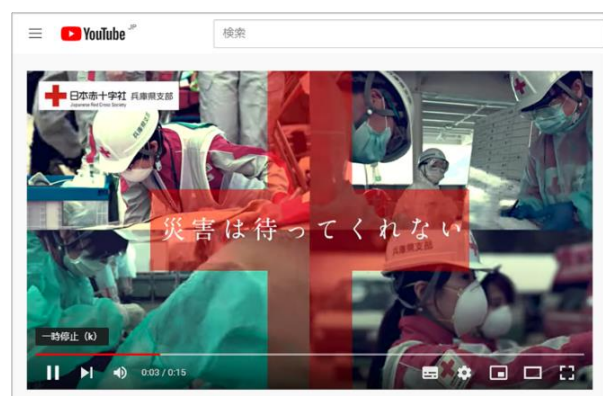 YouTube JP
検索
日本赤十字社 兵庫県支部
Japanese Red Cross Society
災害は待ってくれない
一時停止 (k)
0:03 / 0:15